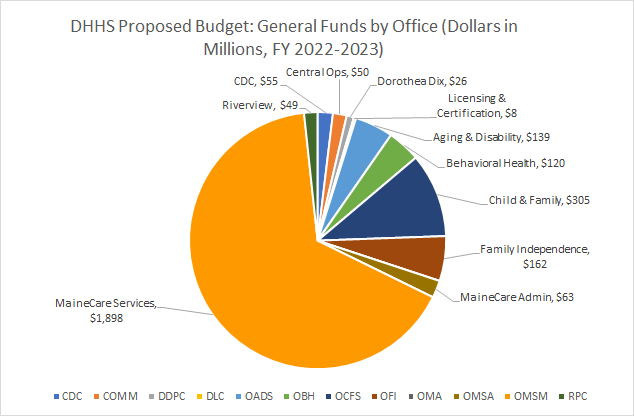 DHHS Proposed Budget: General Funds by Office (Dollars in
Millions, FY 2022-2023)
Central Ops, $50
CDC, $55
Dorothea Dix, $26
Riverview, $49
Licensing &
Certification, $8
Aging & Disability, $139
Behavioral Health, $120
Child & Family, $305
Family Independence,
$162
MaineCare Admin, $63
MaineCare Services,
$1,898
CDC COMM DDPC DLC OADS OBH OCFS OFI OMA OMSA OMSM RPC